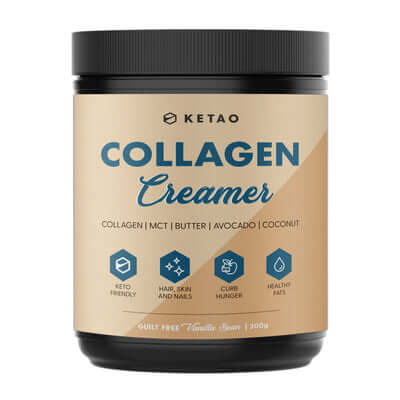 KETAO
COLLAGEN
Creamer
COLLAGEN | MCT | BUTTER | AVOCADO | COCONUT
KETO
FRIENDLY
HAIR, SKIN
AND NAILS
CURB
HUNGER
HEALTHY
FATS
GUILT FREE Vanilla Bean | 300g